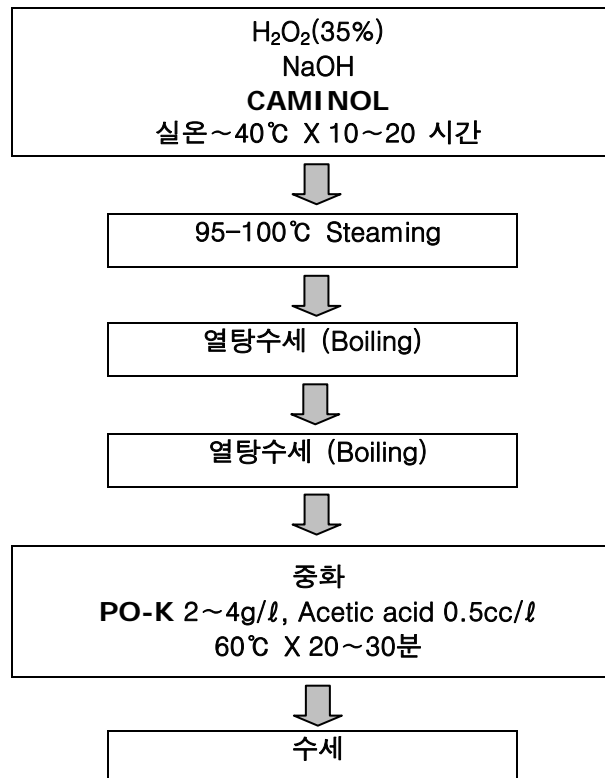 H₂O₂(35%)
NaOH
CAMINOL
실온~40℃ X 10~20 시간
95-100℃ Steaming
열탕수세 (Boiling)
열탕수세 (Boiling)
중화
PO-K 2~4g/ℓ, Acetic acid 0.5cc/ℓ
60℃ X 20~30분
수세